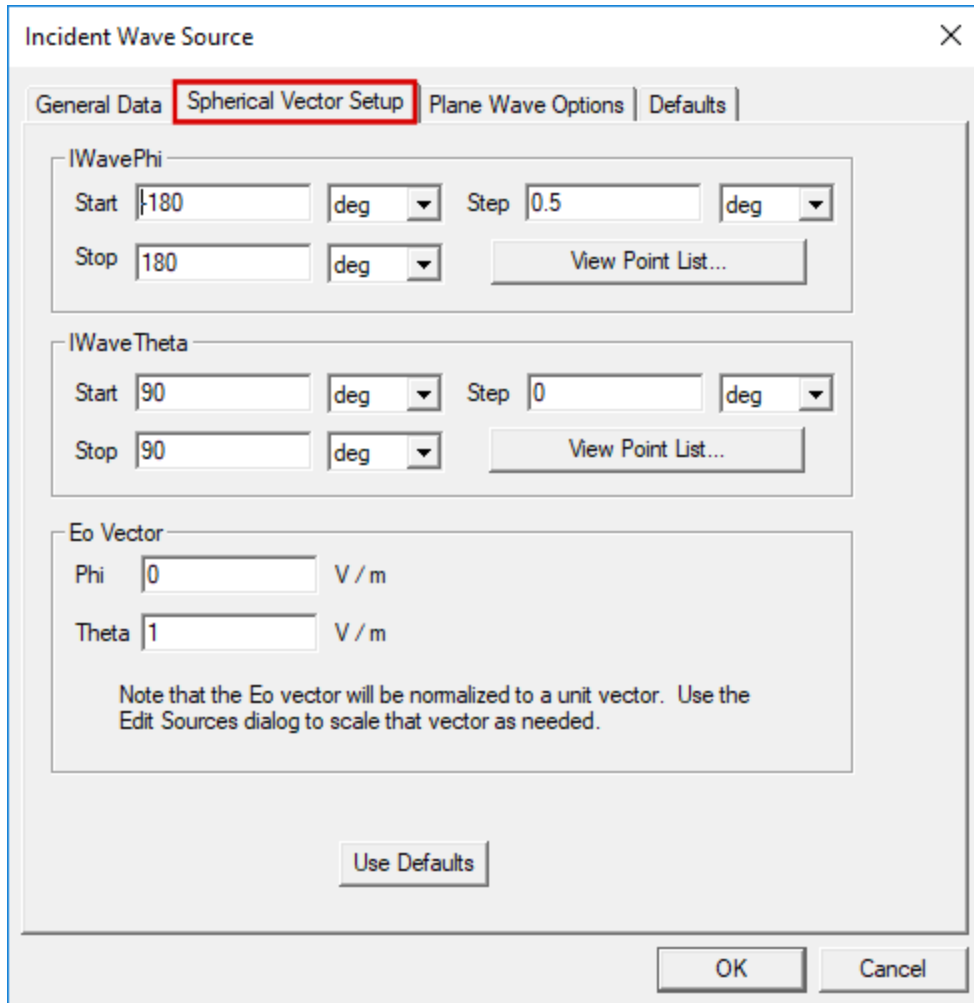 Incident Wave Source
General Data Spherical Vector Setup Plane Wave Options Defaults
IWavePhi
Start -180 deg Step 0.5 deg
Stop 180 deg View Point List...
IWaveTheta
Start 90 deg Step 0 deg
Stop 90 deg View Point List...
Eo Vector
Phi 0 V / m
Theta 1 V / m
Note that the Eo vector will be normalized to a unit vector. Use the
Edit Sources dialog to scale that vector as needed.
Use Defaults
OK Cancel